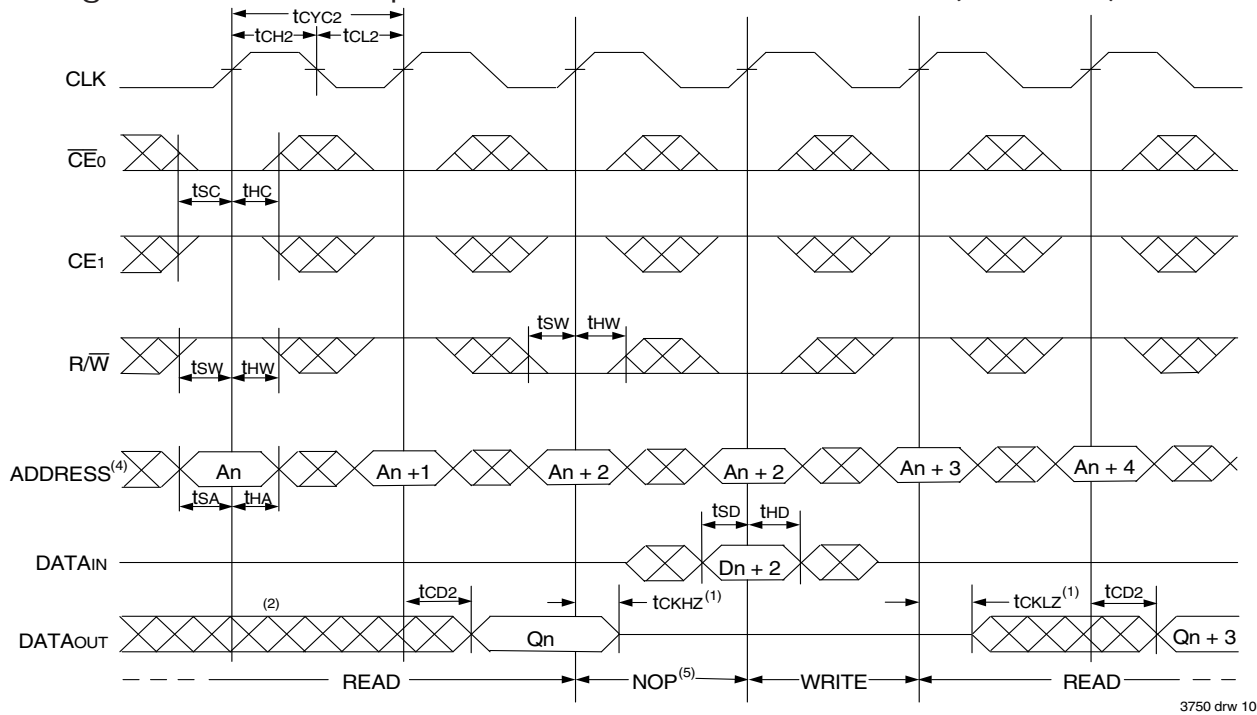 tCYC2
tCH2 tCL2
CLK
CE0
tSC tHC
CE1
tSW tHW
R/W
tSW tHW
ADDRESS(4) An An +1 An + 2 An + 2 An + 3 An + 4
tSA tHA
tSD tHD
DATAIN Dn + 2
tCD2 tCKHZ(1) tCKLZ(1) tCD2
(2)
DATAOUT Qn Qn + 3
READ NOP(5) WRITE READ
3750 drw 10